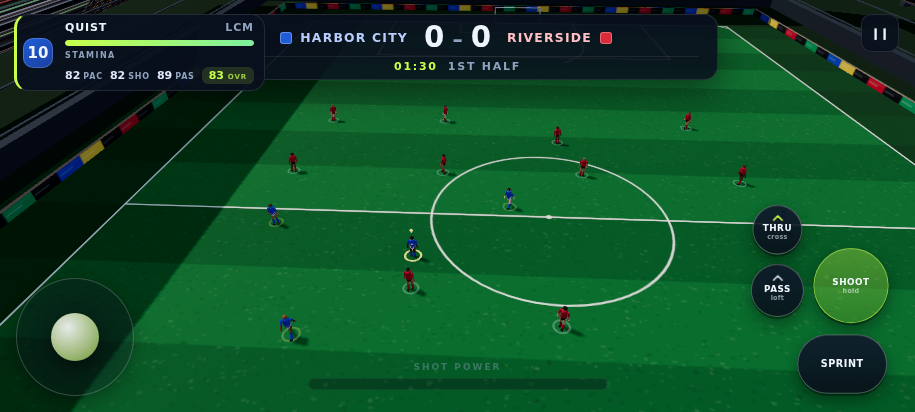 QUIST LCM
10
STAMINA
82 PAC 82 SHO 89 PAS 83 OVR
HARBOR CITY 0 - 0 RIVERSIDE
01:30 1ST HALF
THRU
cross
PASS
loft
SHOOT
hold
SPRINT
SHOT POWER